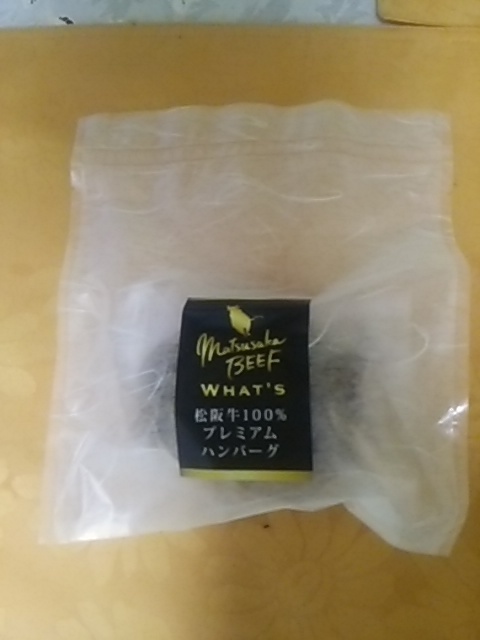 Matsusaka
BEEF
WHAT'S
松阪牛100%
プレミアム
ハンバーグ